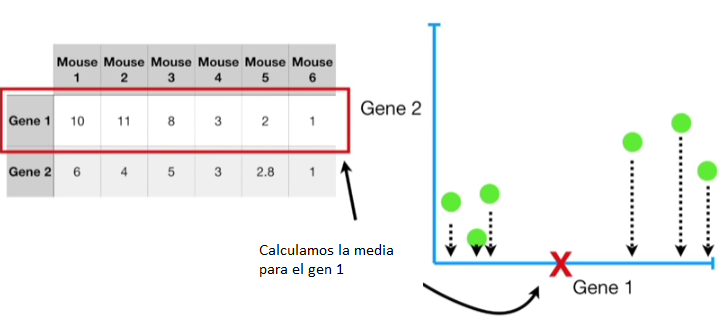 Mouse Mouse Mouse Mouse Mouse Mouse
1 2 3 4 5 6
Gene 1 10 11 8 3 2 1
Gene 2 6 4 5 3 2.8 1
Calculamos la media
para el gen 1
Gene 2
Gene 1